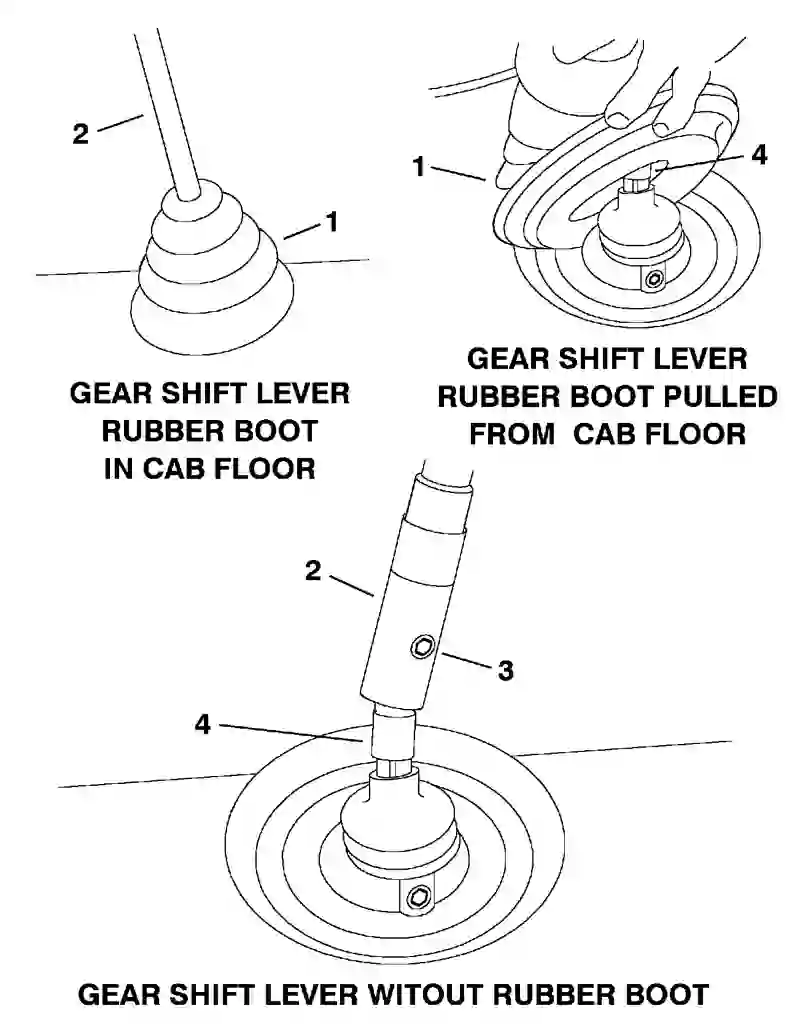 2
1
GEAR SHIFT LEVER
RUBBER BOOT
IN CAB FLOOR
1
4
GEAR SHIFT LEVER
RUBBER BOOT PULLED
FROM CAB FLOOR
2
3
4
GEAR SHIFT LEVER WITOUT RUBBER BOOT